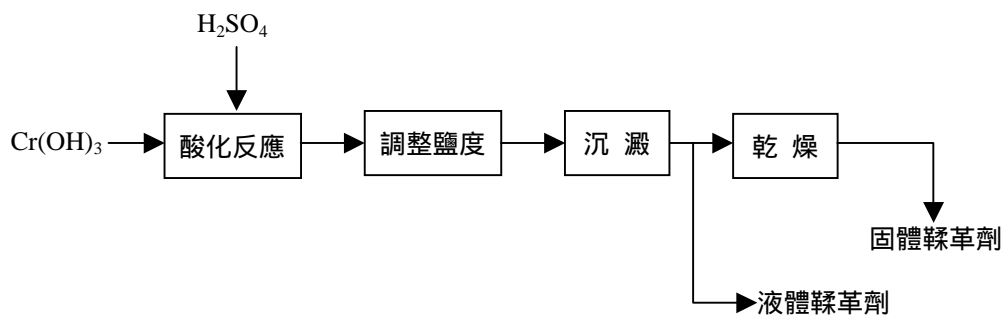 H₂SO₄
Cr(OH)₃
酸化反應
調整鹽度
沉 澱
乾 燥
固體鞣革劑
液體鞣革劑